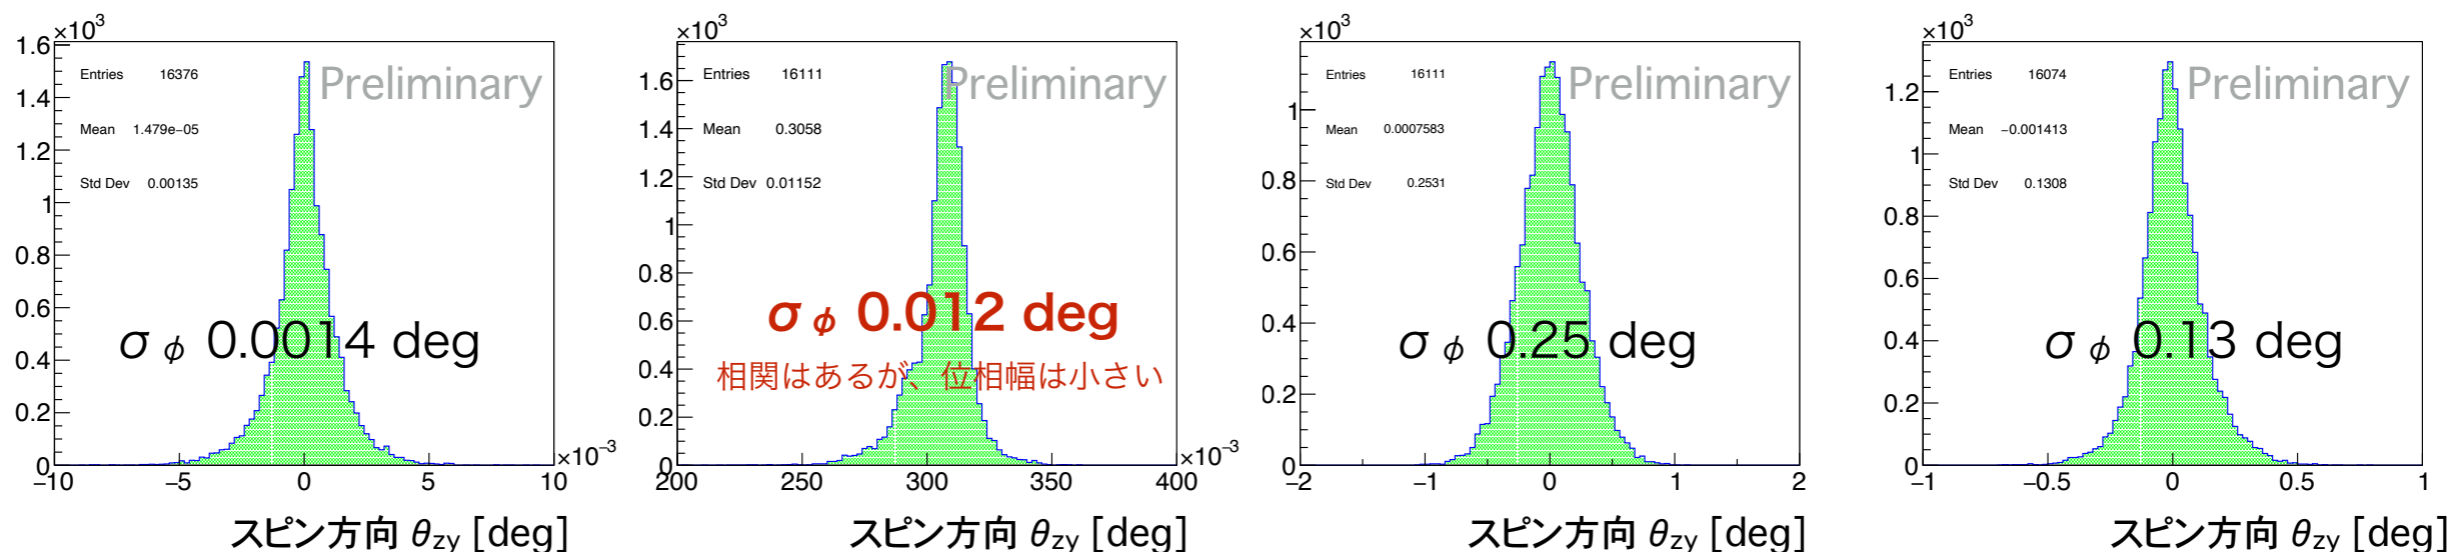 ×10³
1.6
1.4
1.2
1
0.8
0.6
0.4
0.2
0
Entries 16376
Mean 1.479e−05
Std Dev 0.00135
Preliminary
σφ 0.0014 deg
−10 −5 0 5 10
×10⁻³
スピン方向 θzy [deg]
×10³
1.6
1.4
1.2
1
0.8
0.6
0.4
0.2
0
Entries 16111
Mean 0.3058
Std Dev 0.01152
Preliminary
σφ 0.012 deg
相関はあるが、位相幅は小さい
200 250 300 350 400
×10⁻³
スピン方向 θzy [deg]
×10³
1
0.8
0.6
0.4
0.2
0
Entries 16111
Mean 0.0007583
Std Dev 0.2531
Preliminary
σφ 0.25 deg
−2 −1 0 1 2
スピン方向 θzy [deg]
×10³
1.2
1
0.8
0.6
0.4
0.2
0
Entries 16074
Mean −0.001413
Std Dev 0.1308
Preliminary
σφ 0.13 deg
−1 −0.5 0 0.5 1
スピン方向 θzy [deg]